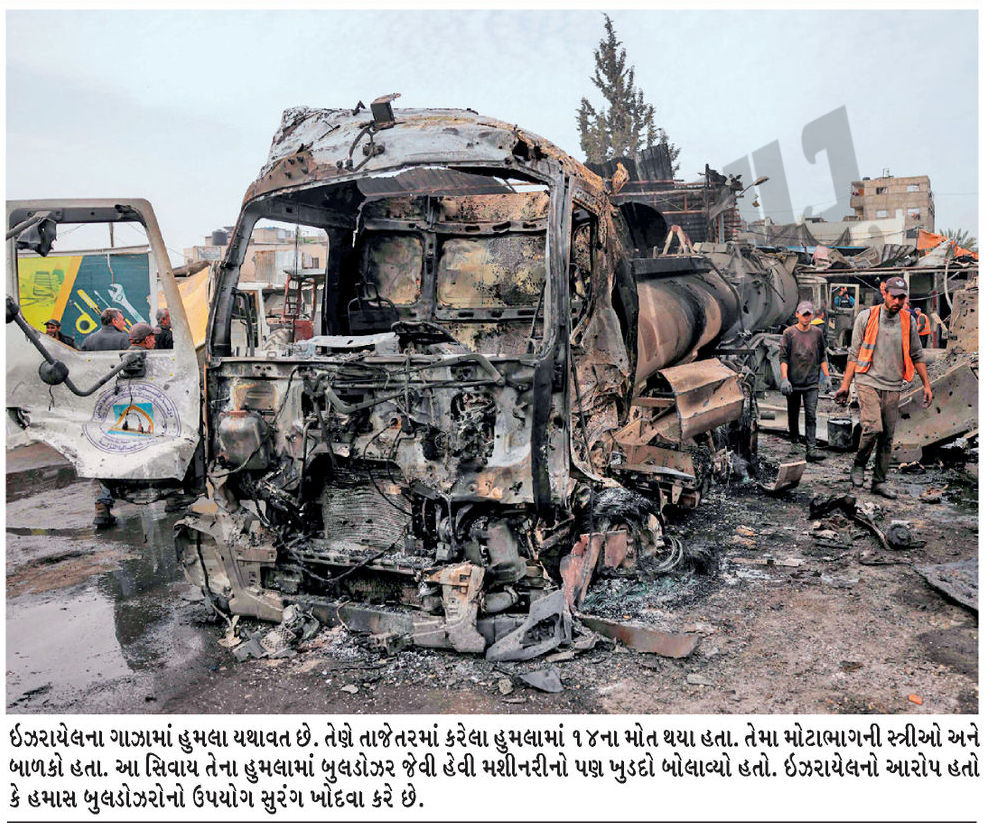 ઇઝરાયેલના ગાઝામાં હુમલા યથાવત છે. તેણે તાજેતરમાં કરેલા હુમલામાં ૧૪ના મોત થયા હતા. તેમા મોટાભાગની સ્ત્રીઓ અને
બાળકો હતા. આ સિવાય તેના હુમલામાં બુલડોઝર જેવી હેવી મશીનરીનો પણ ખુડદો બોલાવ્યો હતો. ઇઝરાયેલનો આરોપ હતો
કે હમાસ બુલડોઝરોનો ઉપયોગ સુરંગ ખોદવા કરે છે.